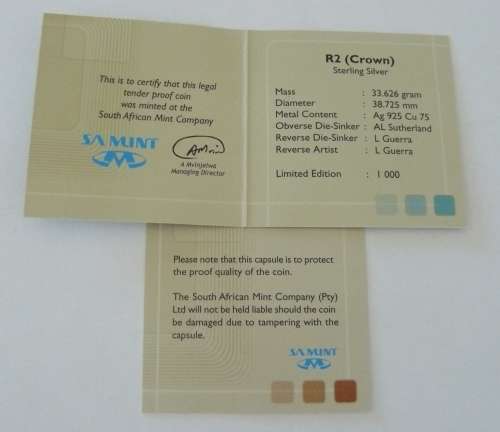 This is to certify that this legal
tender proof coin
was minted at the
South African Mint Company
SA MINT
A Mvinjelwa
Managing Director
R2 (Crown)
Sterling Silver
Mass : 33.626 gram
Diameter : 38.725 mm
Metal Content : Ag 925 Cu 75
Obverse Die-Sinker : AL Sutherland
Reverse Die-Sinker : L Guerra
Reverse Artist : L Guerra
Limited Edition : 1 000
Please note that this capsule is to protect
the proof quality of the coin.
The South African Mint Company (Pty)
Ltd will not be held liable should the coin
be damaged due to tampering with the
capsule.
SA MINT